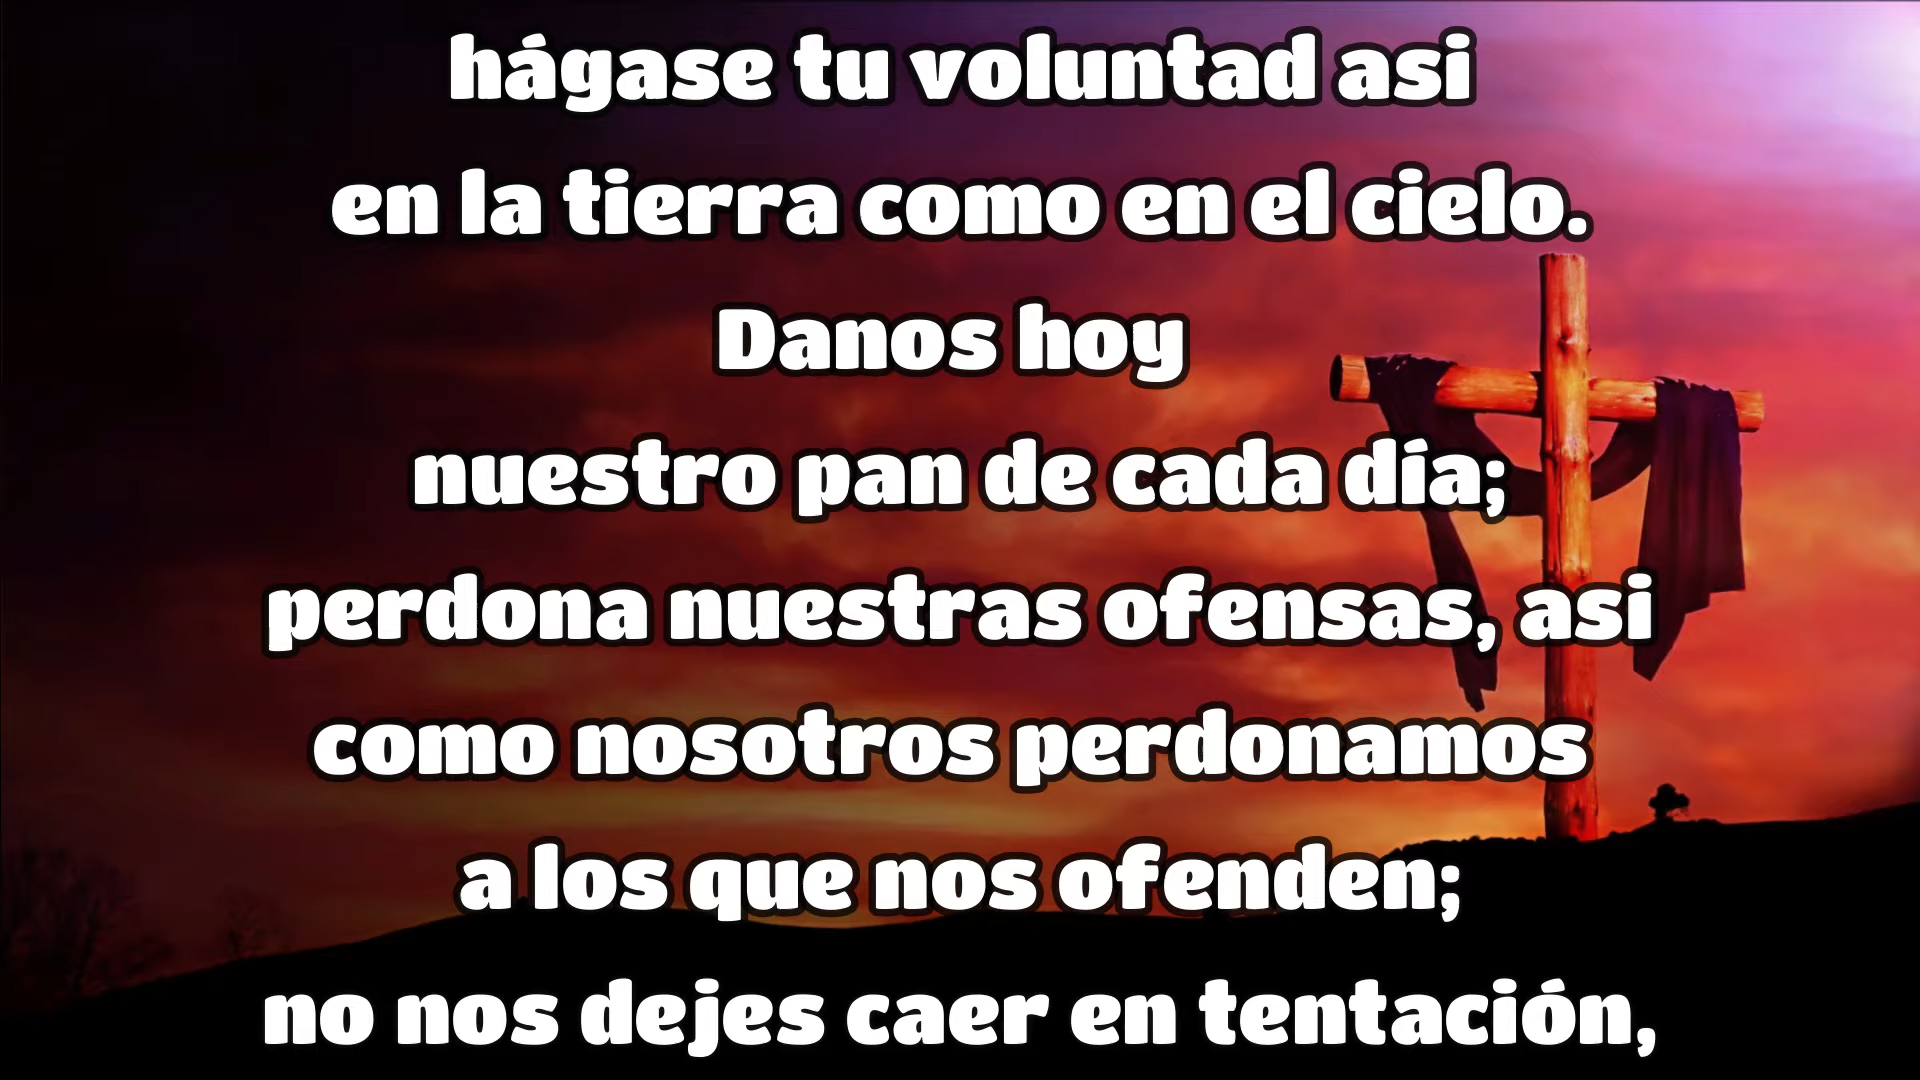 hágase tu voluntad asi
en la tierra como en el cielo.
Danos hoy
nuestro pan de cada día;
perdona nuestras ofensas, asi
como nosotros perdonamos
a los que nos ofenden;
no nos dejes caer en tentación,